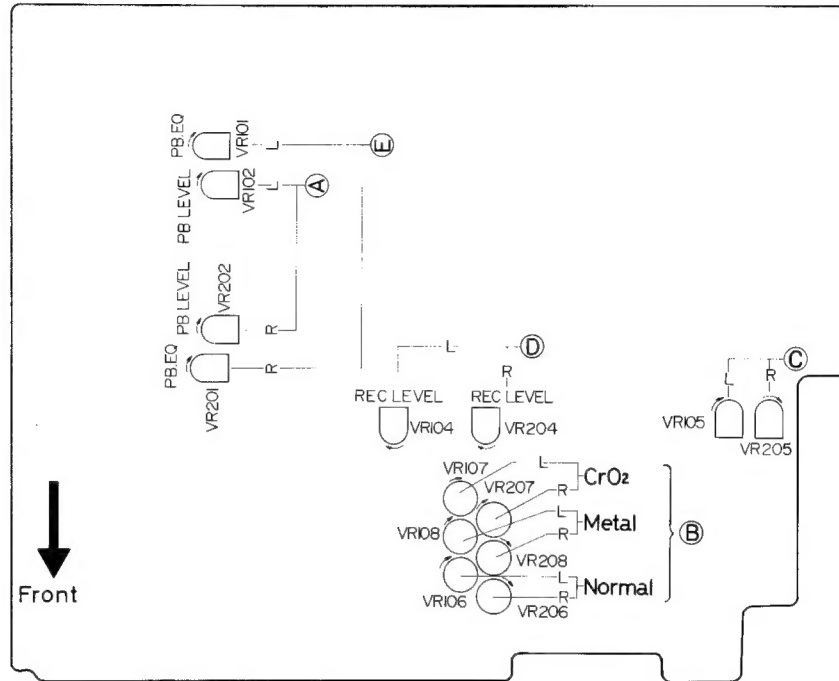 PB.EQ
VR101
L
E
PB LEVEL
VR102
L
A
PB LEVEL
VR202
R
PB.EQ
VR201
R
L
D
R
REC LEVEL
REC LEVEL
VR104
VR204
C
L
R
VR105
VR205
VR107
L
CrO₂
VR207
R
L
Metal
VR108
R
B
VR208
L
Normal
VR106
R
VR206
Front